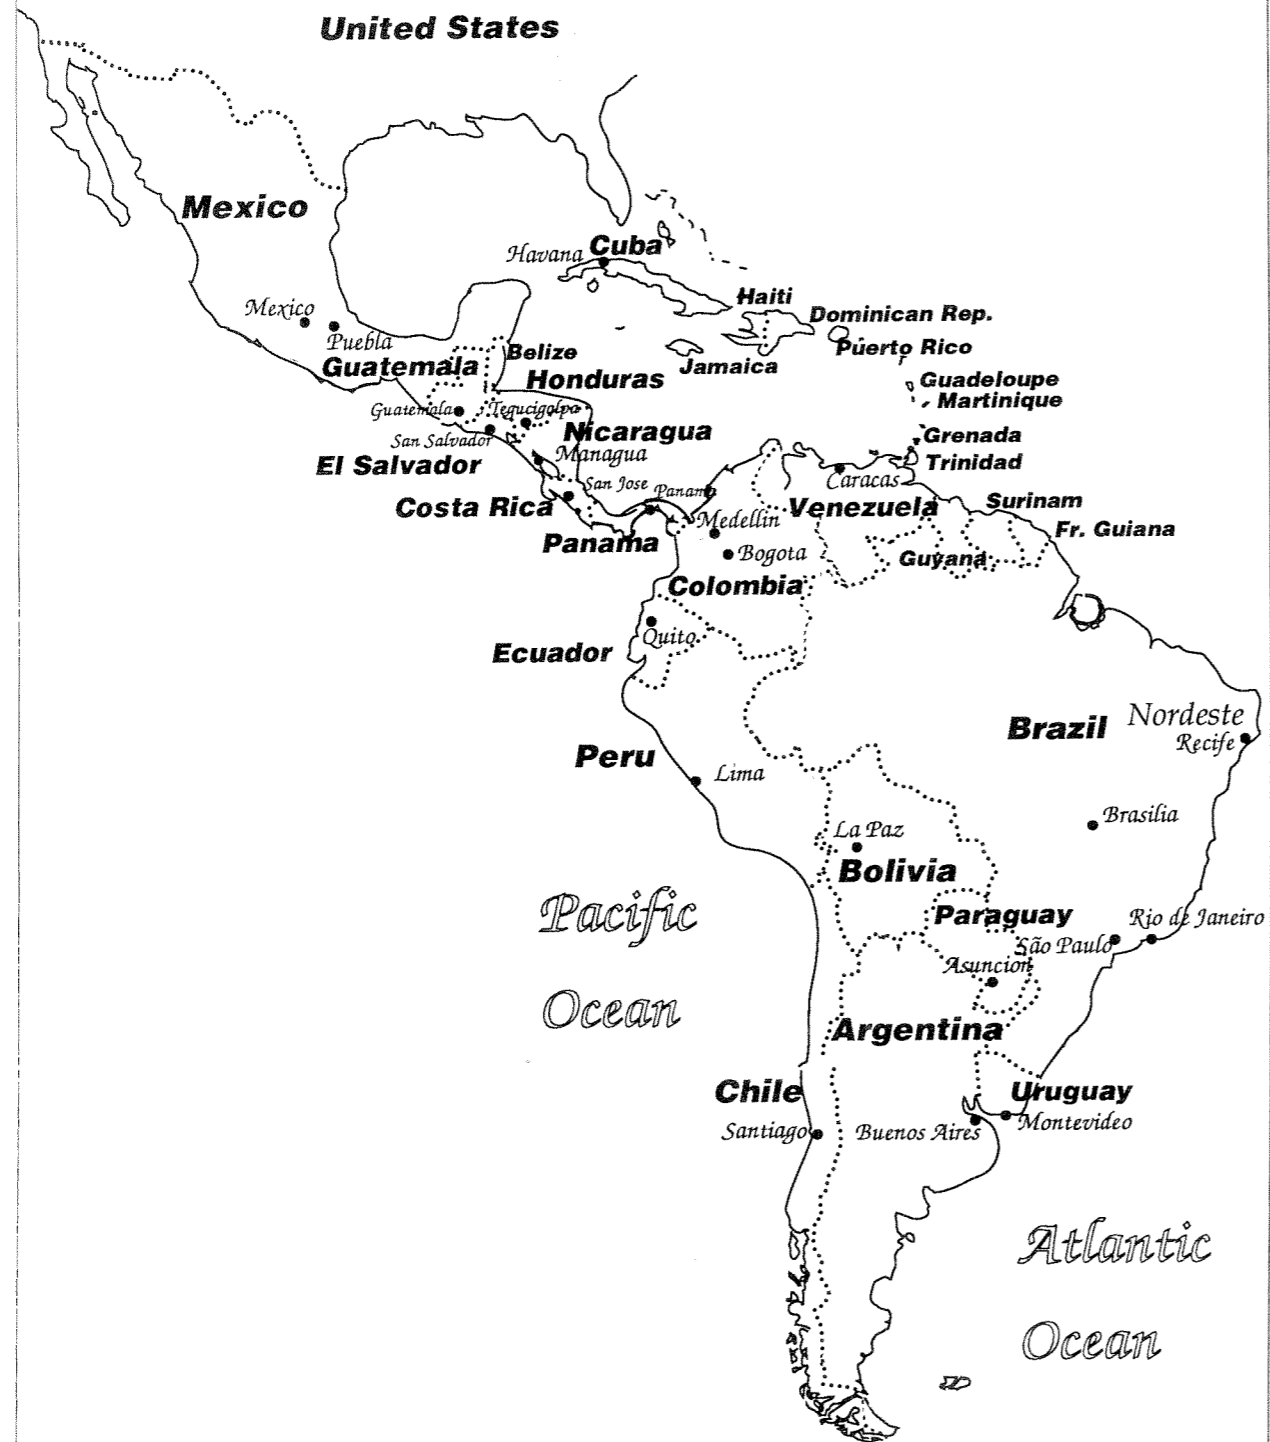 United States
Mexico
Havana
Cuba
Haiti
Dominican Rep.
Mexico
Puebla
Púerto Rico
Belize
Jamaica
Guatemala
Honduras
Guadeloupe
Martinique
Guatemala
Tegucigolpa
San Salvador
Nicaragua
Grenada
Managua
El Salvador
Trinidad
Caracas
San Jose
Panama
Costa Rica
Venezuela
Surinam
Medellin
Fr. Guiana
Panama
Bogota
Guyana
Colombia
Quito
Ecuador
Nordeste
Brazil
Recife
Peru
Lima
Brasilia
La Paz
Bolivia
Pacific
Paraguay
Rio de Janeiro
São Paulo
Asuncion
Ocean
Argentina
Chile
Uruguay
Santiago
Buenos Aires
Montevideo
Atlantic
Ocean